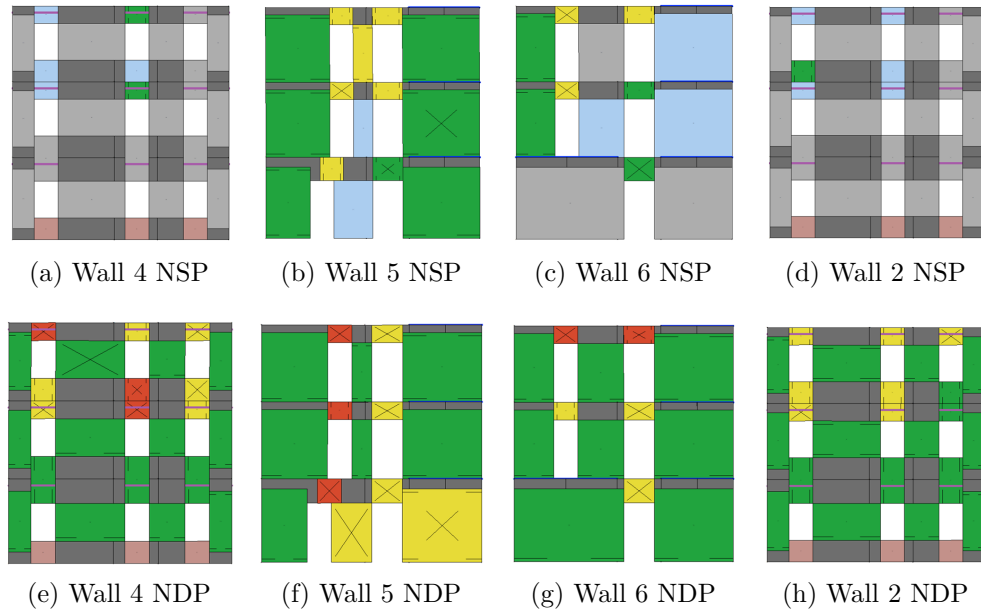 (a) Wall 4 NSP
(b) Wall 5 NSP
(c) Wall 6 NSP
(d) Wall 2 NSP
(e) Wall 4 NDP
(f) Wall 5 NDP
(g) Wall 6 NDP
(h) Wall 2 NDP